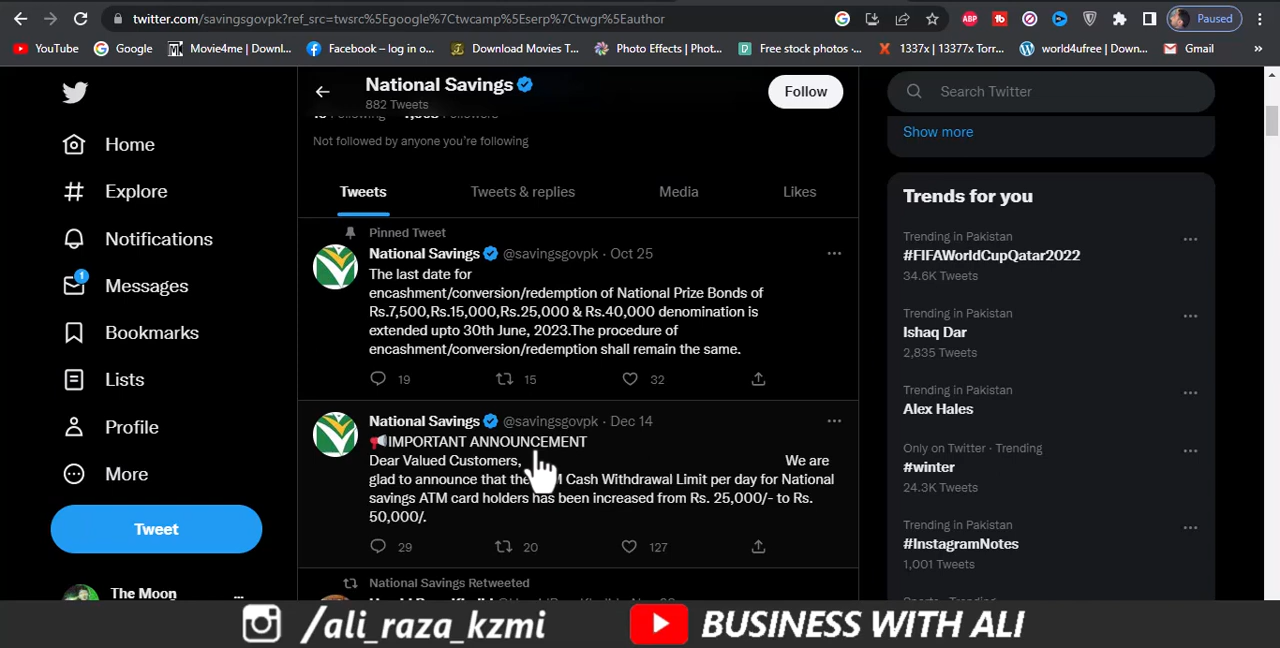 twitter.com/savingsgovpk?ref_src=twsrc%5Egoogle%7Ctwcamp%5Eserp%7Ctwgr%5Eauthor
ABP
Paused
YouTube
Google
Movie4me | Downl...
Facebook – log in o...
Download Movies T...
Photo Effects | Phot...
Free stock photos -...
1337x | 13377x Torr...
world4ufree | Down...
Gmail
»
Home
Explore
Notifications
1
Messages
Bookmarks
Lists
Profile
More
Tweet
The Moon
National Savings
882 Tweets
Follow
Following
Followers
Not followed by anyone you're following
Tweets
Tweets & replies
Media
Likes
Pinned Tweet
National Savings @savingsgovpk · Oct 25
The last date for
encashment/conversion/redemption of National Prize Bonds of
Rs.7,500,Rs.15,000,Rs.25,000 & Rs.40,000 denomination is
extended upto 30th June, 2023.The procedure of
encashment/conversion/redemption shall remain the same.
19 15 32
National Savings @savingsgovpk · Dec 14
IMPORTANT ANNOUNCEMENT
Dear Valued Customers, We are
glad to announce that the Cash Withdrawal Limit per day for National
savings ATM card holders has been increased from Rs. 25,000/- to Rs.
50,000/.
29 20 127
National Savings Retweeted
Search Twitter
Show more
Trends for you
Trending in Pakistan
#FIFAWorldCupQatar2022
34.6K Tweets
Trending in Pakistan
Ishaq Dar
2,835 Tweets
Trending in Pakistan
Alex Hales
Only on Twitter · Trending
#winter
24.3K Tweets
Trending in Pakistan
#InstagramNotes
1,001 Tweets
/ali_raza_kzmi
BUSINESS WITH ALI